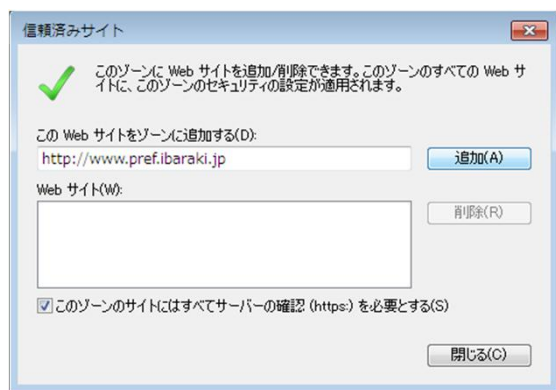 信頼済みサイト
このゾーンに Web サイトを追加/削除できます。このゾーンのすべての Web サ
イトに、このゾーンのセキュリティの設定が適用されます。
この Web サイトをゾーンに追加する(D):
http://www.pref.ibaraki.jp
追加(A)
Web サイト(W):
削除(R)
このゾーンのサイトにはすべてサーバーの確認 (https:) を必要とする(S)
閉じる(C)